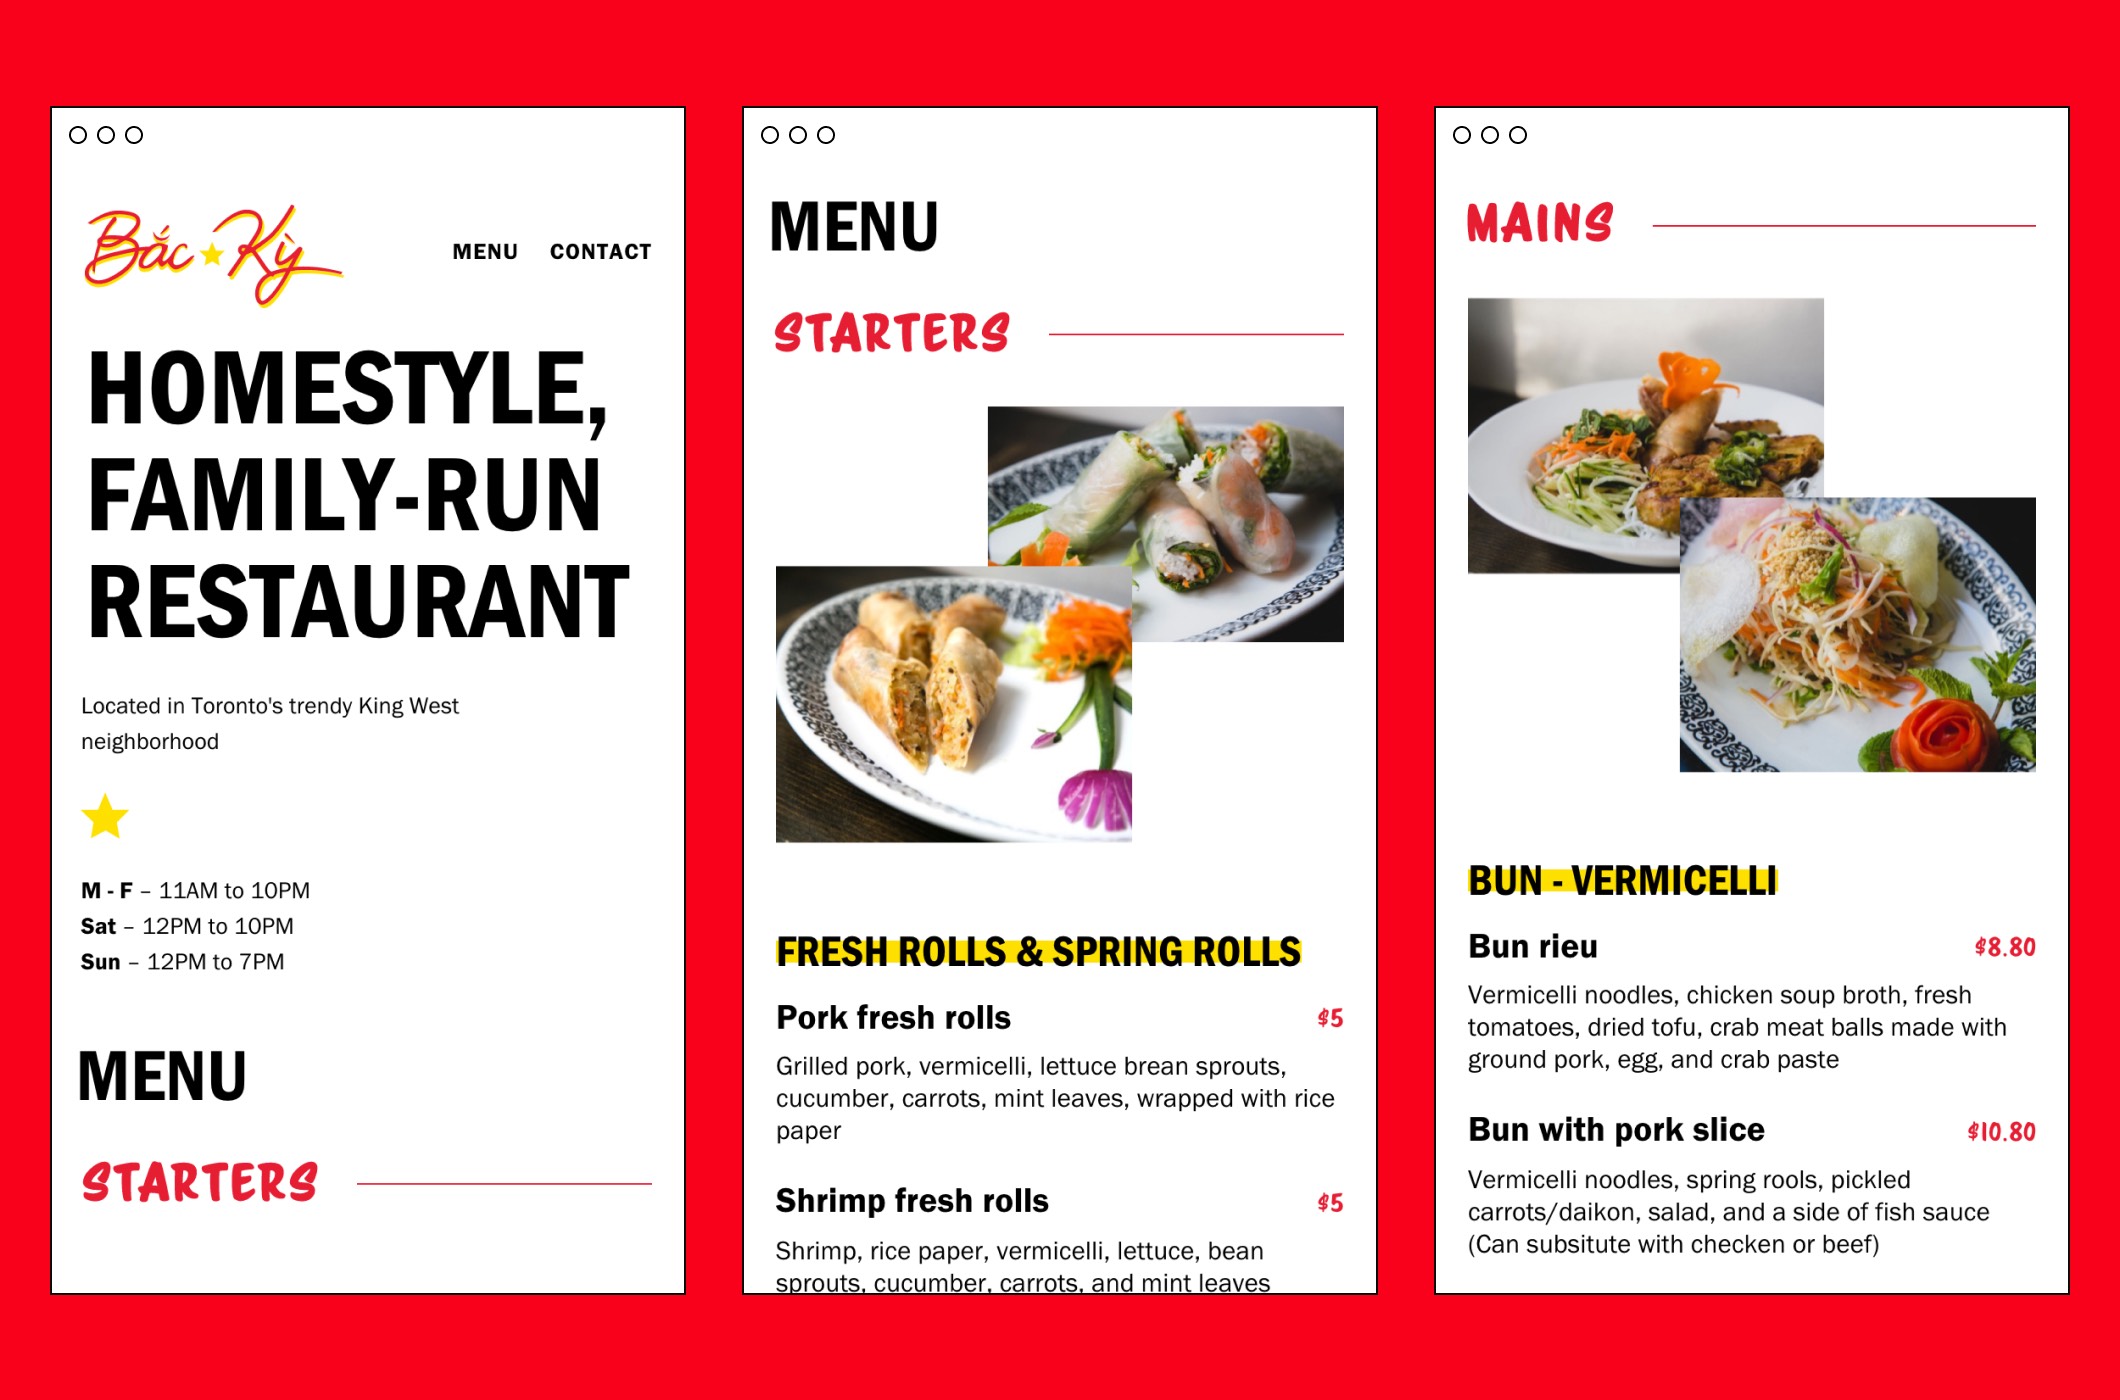 Bắc Kỳ
MENU CONTACT
HOMESTYLE,
FAMILY-RUN
RESTAURANT
Located in Toronto's trendy King West
neighborhood
M - F – 11AM to 10PM
Sat – 12PM to 10PM
Sun – 12PM to 7PM
MENU
STARTERS
MENU
STARTERS
FRESH ROLLS & SPRING ROLLS
Pork fresh rolls $5
Grilled pork, vermicelli, lettuce brean sprouts,
cucumber, carrots, mint leaves, wrapped with rice
paper
Shrimp fresh rolls $5
Shrimp, rice paper, vermicelli, lettuce, bean
sprouts, cucumber, carrots, and mint leaves
MAINS
BUN - VERMICELLI
Bun rieu $8.80
Vermicelli noodles, chicken soup broth, fresh
tomatoes, dried tofu, crab meat balls made with
ground pork, egg, and crab paste
Bun with pork slice $10.80
Vermicelli noodles, spring rools, pickled
carrots/daikon, salad, and a side of fish sauce
(Can subsitute with checken or beef)